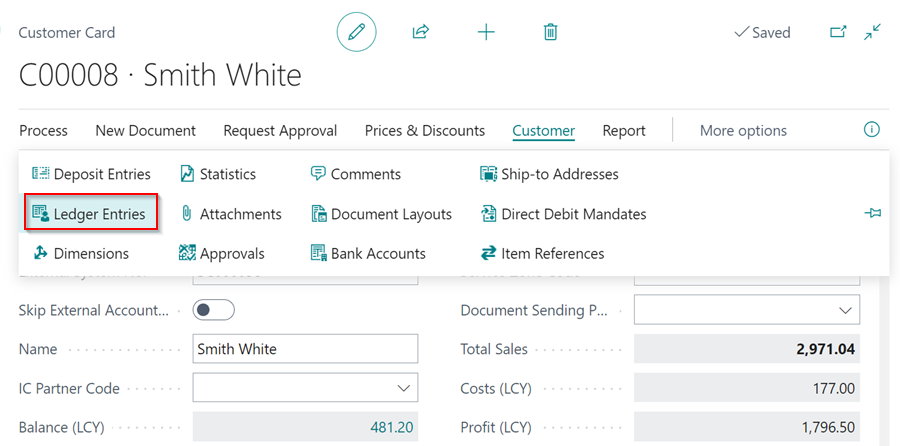 Customer Card
Saved
C00008 · Smith White
Process New Document Request Approval Prices & Discounts Customer Report More options
Deposit Entries Statistics Comments Ship-to Addresses
Ledger Entries Attachments Document Layouts Direct Debit Mandates
Dimensions Approvals Bank Accounts Item References
Skip External Account... Document Sending P...
Name Smith White Total Sales 2,971.04
IC Partner Code Costs (LCY) 177.00
Balance (LCY) 481.20 Profit (LCY) 1,796.50